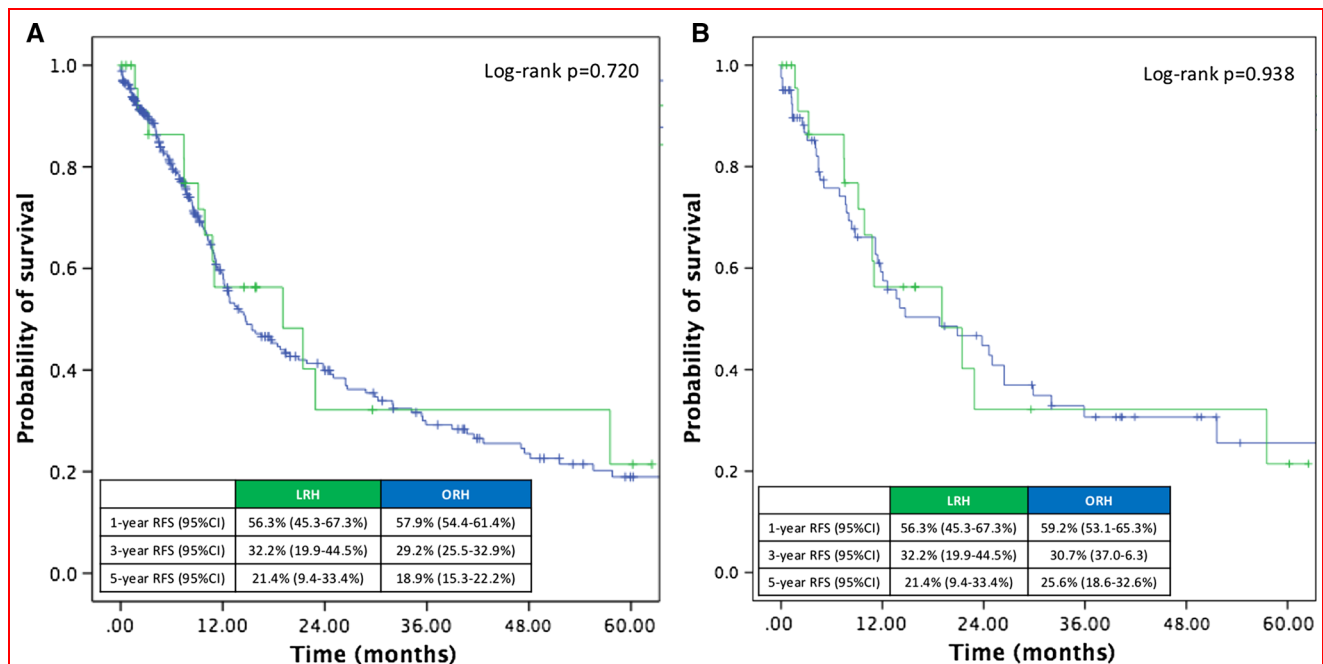 A
Log-rank p=0.720
Probability of survival
1.0
0.8
0.6
0.4
0.2
0.0
LRH ORH
1-year RFS (95%CI) 56.3% (45.3-67.3%) 57.9% (54.4-61.4%)
3-year RFS (95%CI) 32.2% (19.9-44.5%) 29.2% (25.5-32.9%)
5-year RFS (95%CI) 21.4% (9.4-33.4%) 18.9% (15.3-22.2%)
.00 12.00 24.00 36.00 48.00 60.00
Time (months)
B
Log-rank p=0.938
Probability of survival
1.0
0.8
0.6
0.4
0.2
0.0
LRH ORH
1-year RFS (95%CI) 56.3% (45.3-67.3%) 59.2% (53.1-65.3%)
3-year RFS (95%CI) 32.2% (19.9-44.5%) 30.7% (37.0-6.3)
5-year RFS (95%CI) 21.4% (9.4-33.4%) 25.6% (18.6-32.6%)
.00 12.00 24.00 36.00 48.00 60.00
Time (months)